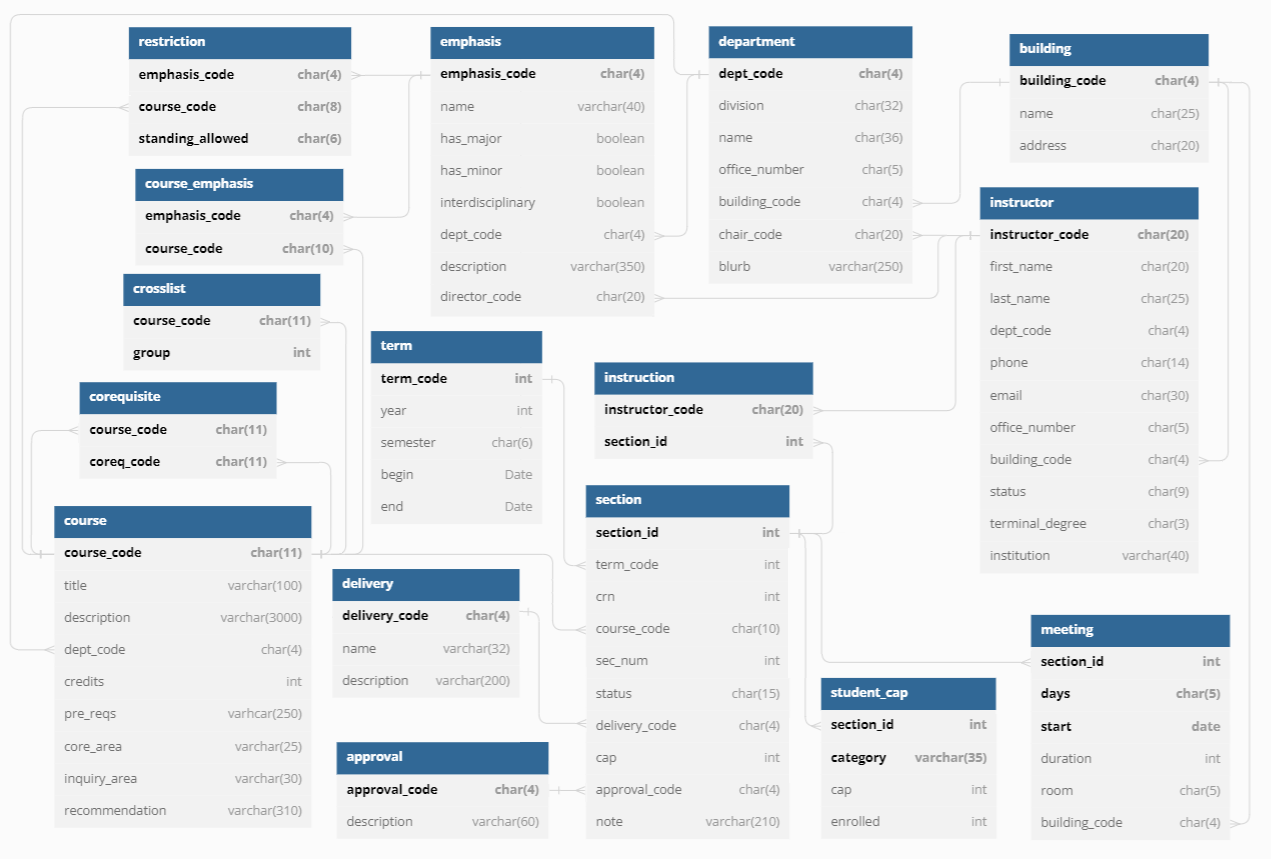 restriction
emphasis_code char(4)
course_code char(8)
standing_allowed char(6)
course_emphasis
emphasis_code char(4)
course_code char(10)
crosslist
course_code char(11)
group int
corequisite
course_code char(11)
coreq_code char(11)
course
course_code char(11)
title varchar(100)
description varchar(3000)
dept_code char(4)
credits int
pre_reqs varhcar(250)
core_area varchar(25)
inquiry_area varchar(30)
recommendation varchar(310)
emphasis
emphasis_code char(4)
name varchar(40)
has_major boolean
has_minor boolean
interdisciplinary boolean
dept_code char(4)
description varchar(350)
director_code char(20)
term
term_code int
year int
semester char(6)
begin Date
end Date
delivery
delivery_code char(4)
name varchar(32)
description varchar(200)
approval
approval_code char(4)
description varchar(60)
department
dept_code char(4)
division char(32)
name char(36)
office_number char(5)
building_code char(4)
chair_code char(20)
blurb varchar(250)
instruction
instructor_code char(20)
section_id int
section
section_id int
term_code int
crn int
course_code char(10)
sec_num int
status char(15)
delivery_code char(4)
cap int
approval_code char(4)
note varchar(210)
building
building_code char(4)
name char(25)
address char(20)
instructor
instructor_code char(20)
first_name char(20)
last_name char(25)
dept_code char(4)
phone char(14)
email char(30)
office_number char(5)
building_code char(4)
status char(9)
terminal_degree char(3)
institution varchar(40)
student_cap
section_id int
category varchar(35)
cap int
enrolled int
meeting
section_id int
days char(5)
start date
duration int
room char(5)
building_code char(4)